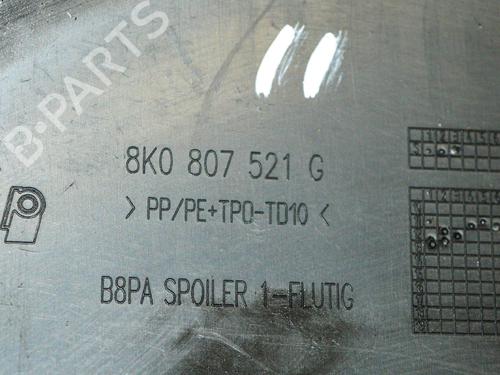 B-PARTS
8K0 807 521 G
> PP/PE+TPO-TD10 <
B8PA SPOILER 1-FLUTIG